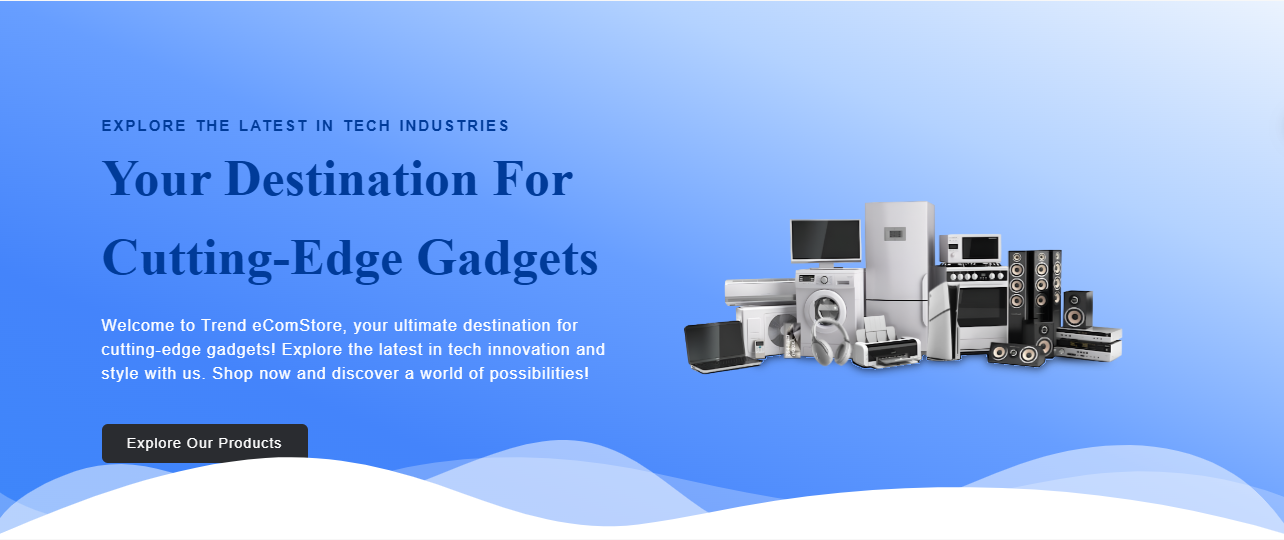 EXPLORE THE LATEST IN TECH INDUSTRIES
Your Destination For
Cutting-Edge Gadgets
Welcome to Trend eComStore, your ultimate destination for
cutting-edge gadgets! Explore the latest in tech innovation and
style with us. Shop now and discover a world of possibilities!
Explore Our Products